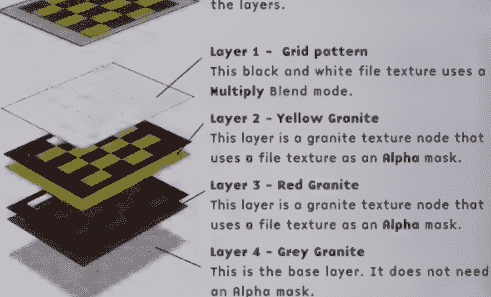 the layers.
Layer 1 - Grid pattern
This black and white file texture uses a
Multiply Blend mode.
Layer 2 - Yellow Granite
This layer is a granite texture node that
uses a file texture as an Alpha mask.
Layer 3 - Red Granite
This layer is a granite texture node that
uses a file texture as an Alpha mask.
Layer 4 - Grey Granite
This is the base layer. It does not need
an Alpha mask.